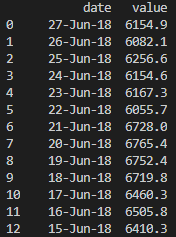 date value
0 27-Jun-18 6154.9
1 26-Jun-18 6082.1
2 25-Jun-18 6256.6
3 24-Jun-18 6154.6
4 23-Jun-18 6167.3
5 22-Jun-18 6055.7
6 21-Jun-18 6728.0
7 20-Jun-18 6765.4
8 19-Jun-18 6752.4
9 18-Jun-18 6719.8
10 17-Jun-18 6460.3
11 16-Jun-18 6505.8
12 15-Jun-18 6410.3